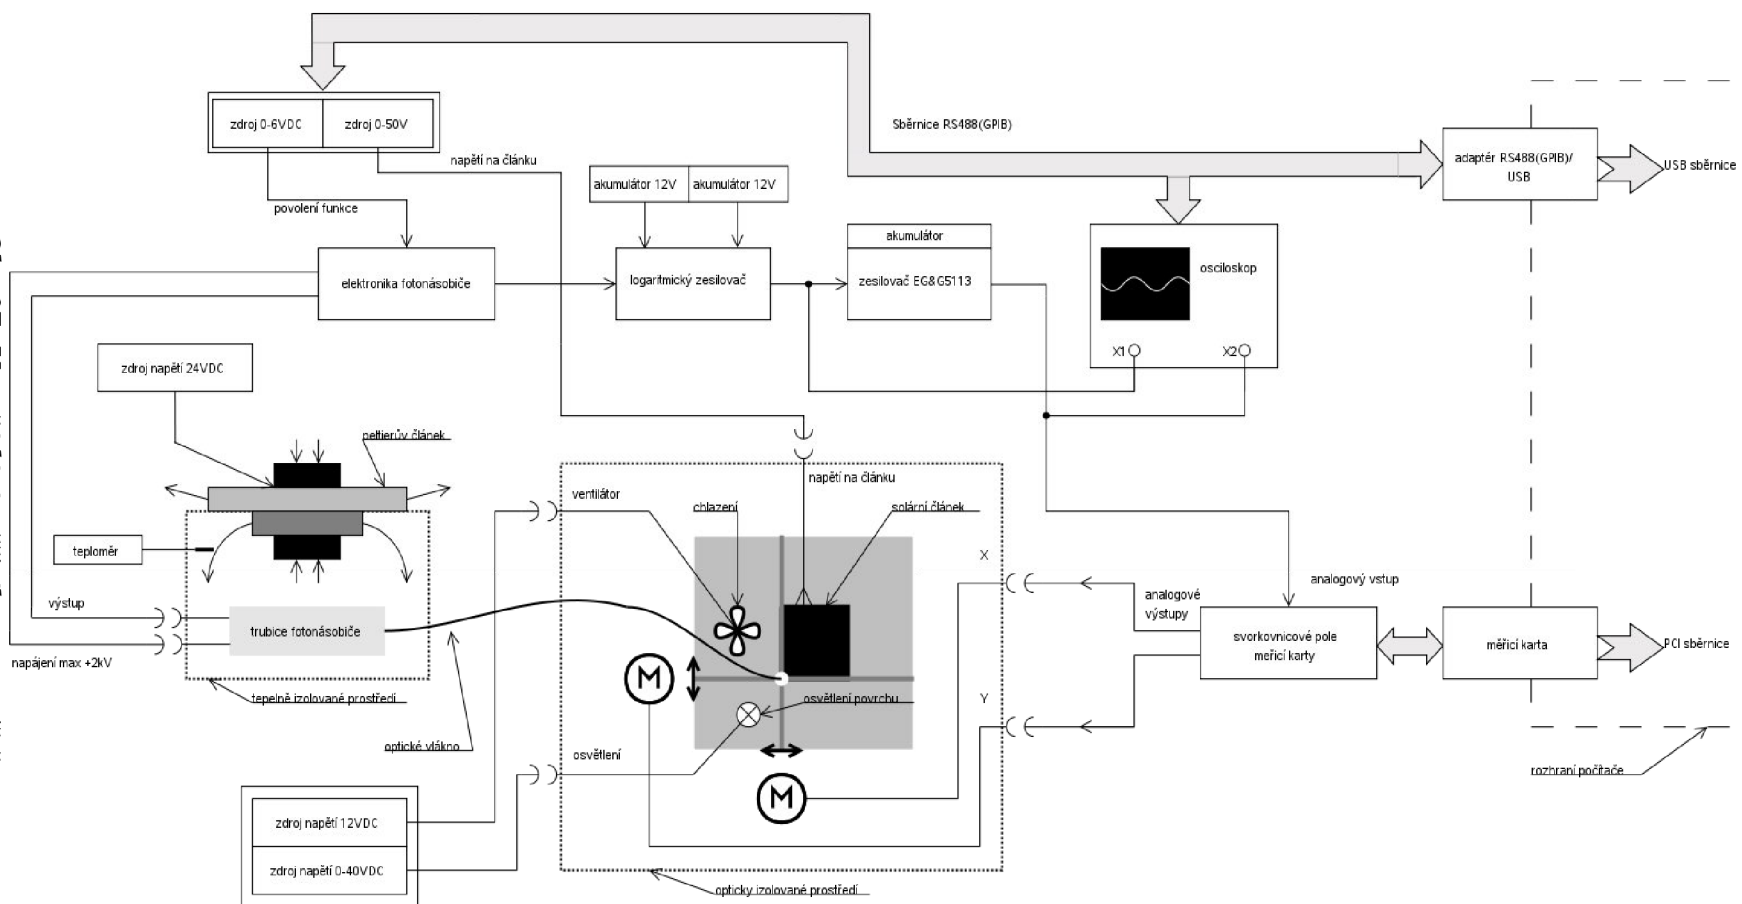 Sběrnice RS488(GPIB)
zdroj 0-6VDC
zdroj 0-50V
napětí na článku
povolení funkce
akumulátor 12V
akumulátor 12V
akumulátor
adaptér RS488(GPIB)/
USB
USB sběrnice
elektronika fotonásobiče
logaritmický zesilovač
zesilovač EG&G5113
osciloskop
X1
X2
zdroj napětí 24VDC
peltierův článek
teploměr
výstup
trubice fotonásobiče
napájení max +2kV
tepelně izolované prostředí
optické vlákno
ventilátor
chlazení
napětí na článku
solární článek
X
M
osvětlení povrchu
Y
osvětlení
M
analogové
výstupy
analogový vstup
svorkovnicové pole
meřicí karty
měřicí karta
PCI sběrnice
rozhraní počítače
zdroj napětí 12VDC
zdroj napětí 0-40VDC
opticky izolované prostředí